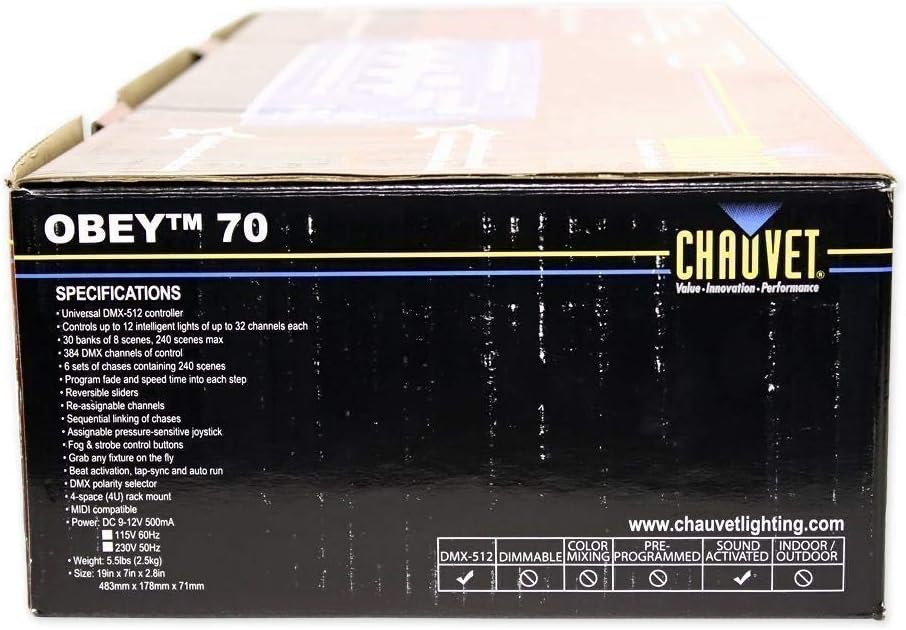 OBEY™ 70
CHAUVET®
Value • Innovation • Performance
SPECIFICATIONS
• Universal DMX-512 controller
• Controls up to 12 intelligent lights of up to 32 channels each
• 30 banks of 8 scenes, 240 scenes max
• 384 DMX channels of control
• 6 sets of chases containing 240 scenes
• Program fade and speed time into each step
• Reversible sliders
• Re-assignable channels
• Sequential linking of chases
• Assignable pressure-sensitive joystick
• Fog & strobe control buttons
• Grab any fixture on the fly
• Beat activation, tap-sync and auto run
• DMX polarity selector
• 4-space (4U) rack mount
• MIDI compatible
• Power: DC 9-12V 500mA
115V 60Hz
230V 50Hz
• Weight: 5.5lbs (2.5kg)
• Size: 19in x 7in x 2.8in
483mm x 178mm x 71mm
www.chauvetlighting.com
DMX-512 DIMMABLE COLOR MIXING PRE-PROGRAMMED SOUND ACTIVATED INDOOR / OUTDOOR